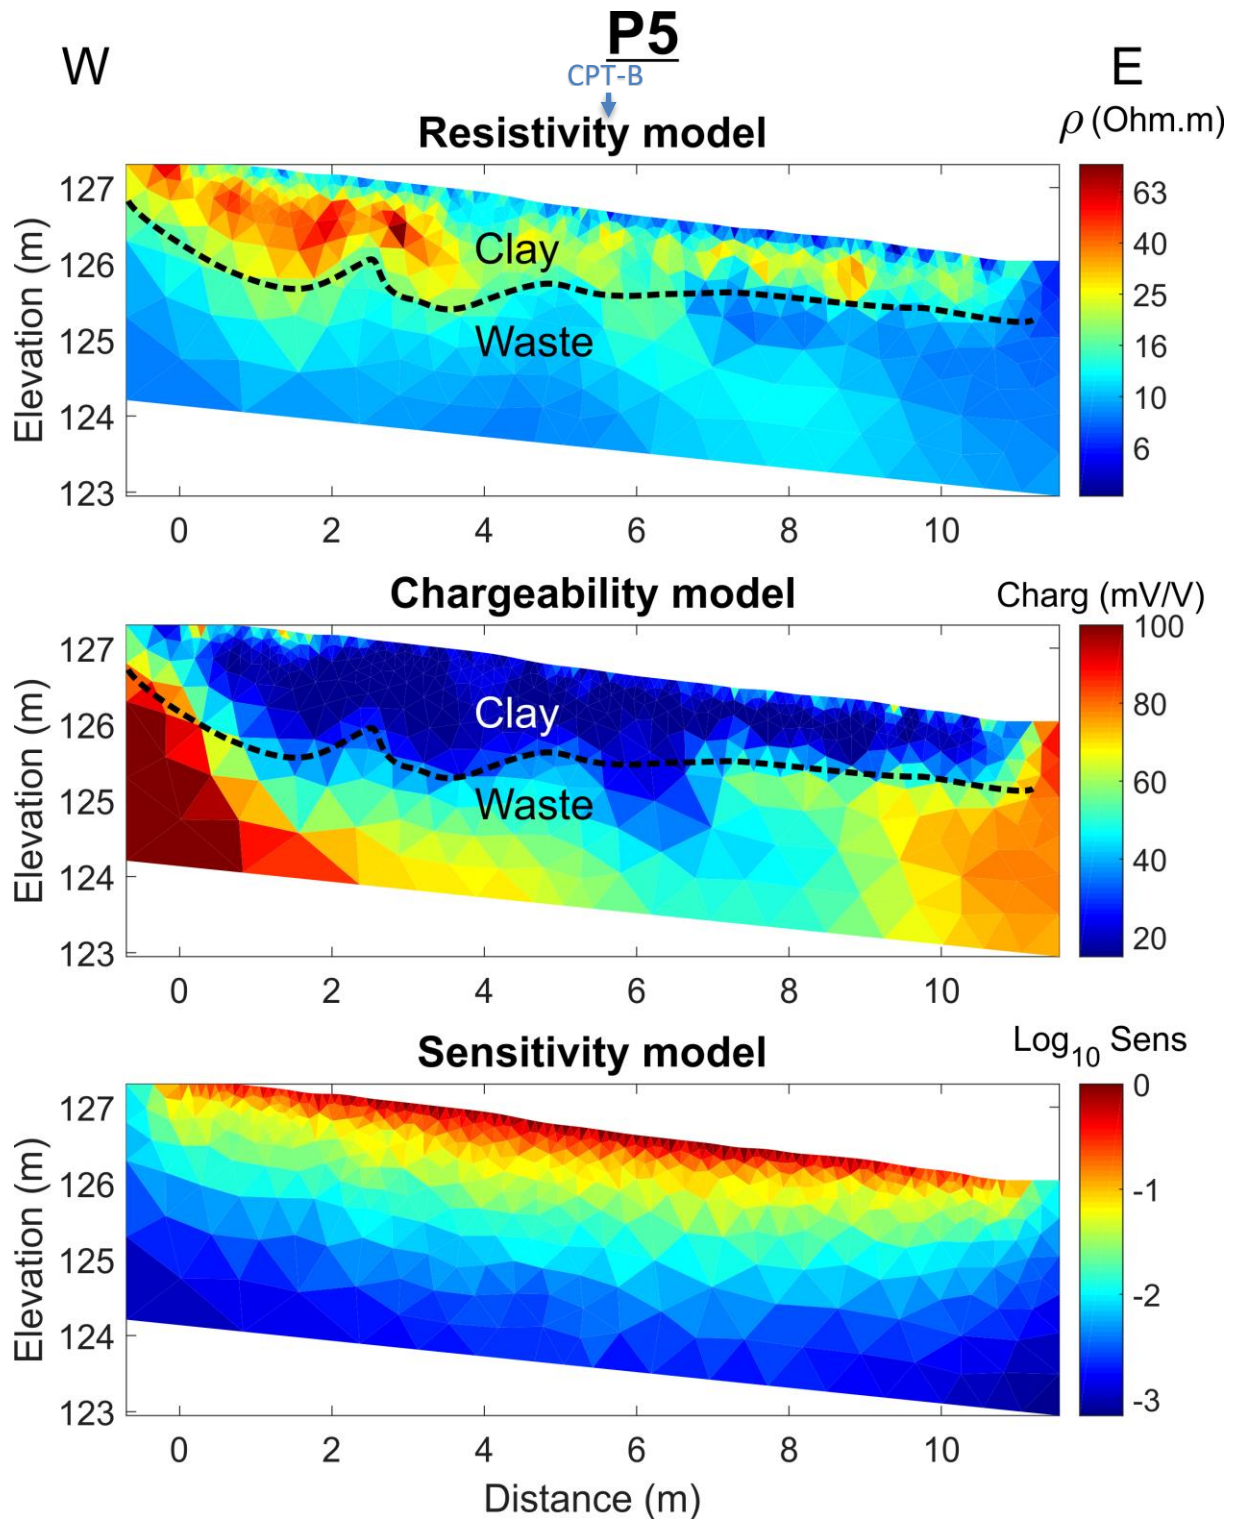 P5
W
CPT-B
E
Resistivity model
ρ (Ohm.m)
Elevation (m)
127
126
125
124
123
Clay
Waste
63
40
25
16
10
6
0 2 4 6 8 10
Chargeability model
Charg (mV/V)
Elevation (m)
127
126
125
124
123
Clay
Waste
100
80
60
40
20
0 2 4 6 8 10
Sensitivity model
Log10 Sens
Elevation (m)
127
126
125
124
123
0
-1
-2
-3
0 2 4 6 8 10
Distance (m)